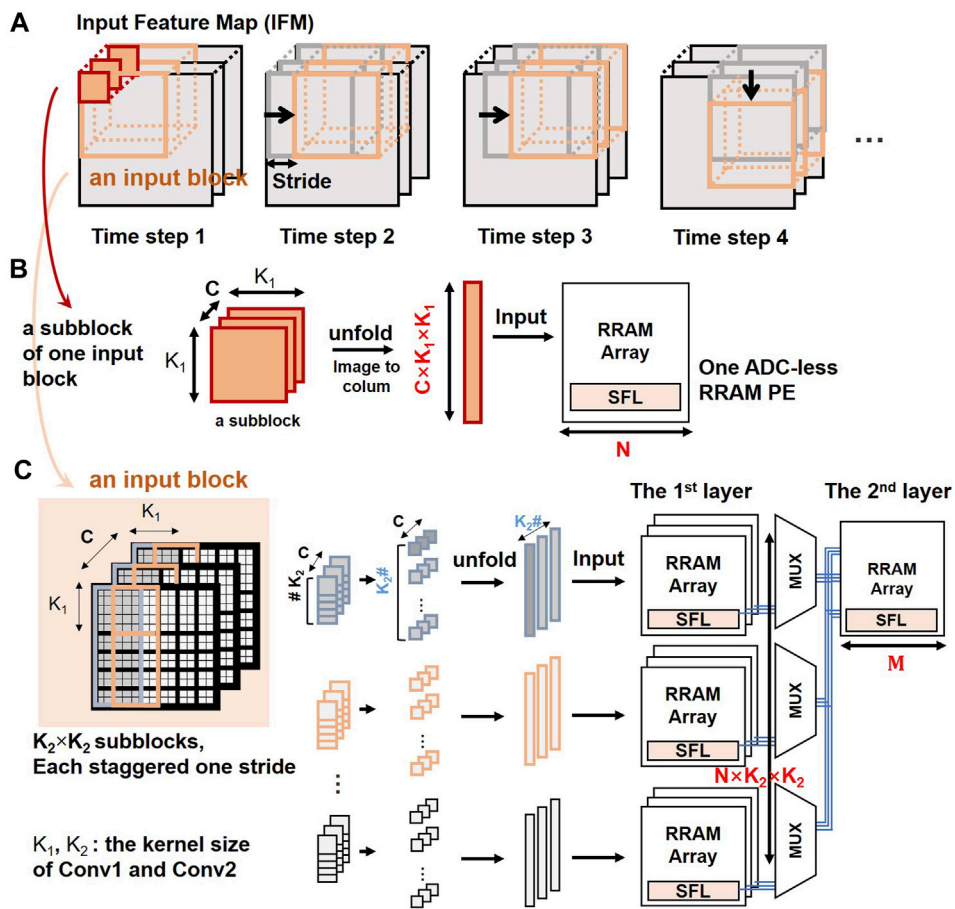 A
Input Feature Map (IFM)
an input block
Stride
...
Time step 1
Time step 2
Time step 3
Time step 4
B
a subblock
of one input
block
C
K₁
K₁
a subblock
unfold
Image to
colum
C×K₁×K₁
Input
RRAM
Array
SFL
N
One ADC-less
RRAM PE
C
an input block
K₁
C
K₁
K₂×K₂ subblocks,
Each staggered one stride
K₁, K₂ : the kernel size
of Conv1 and Conv2
C
#K₂
C
K₂#
...
unfold
K₂#
Input
The 1st layer
The 2nd layer
RRAM
Array
SFL
MUX
RRAM
Array
SFL
M
...
RRAM
Array
SFL
MUX
N×K₂×K₂
...
...
RRAM
Array
SFL
MUX